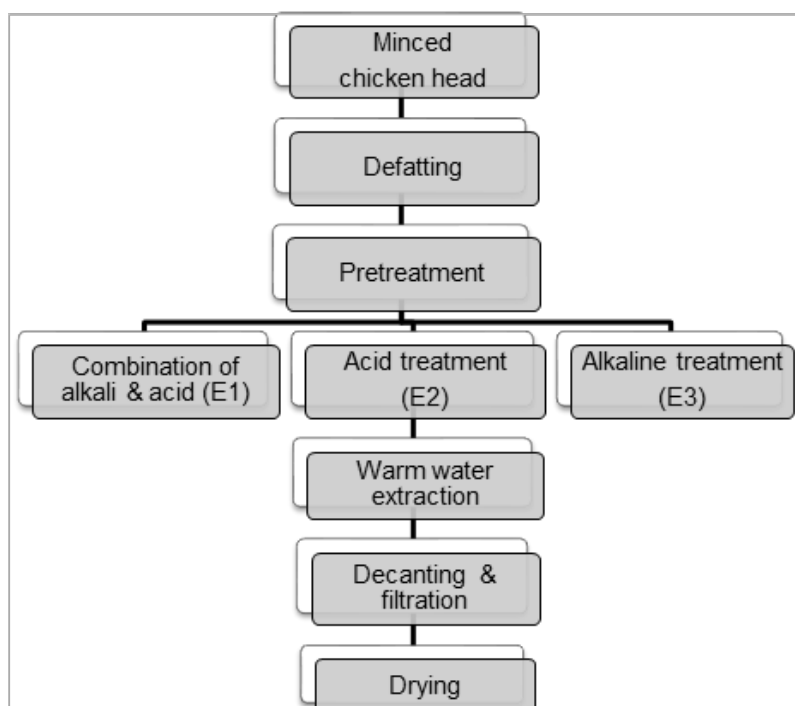 Minced
chicken head
Defatting
Pretreatment
Combination of
alkali & acid (E1)
Acid treatment
(E2)
Alkaline treatment
(E3)
Warm water
extraction
Decanting &
filtration
Drying